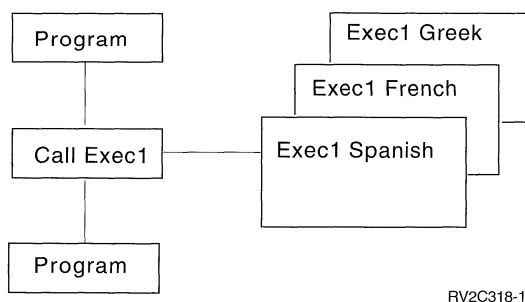 Program
Call Exec1
Program
Exec1 Greek
Exec1 French
Exec1 Spanish
RV2C318-1